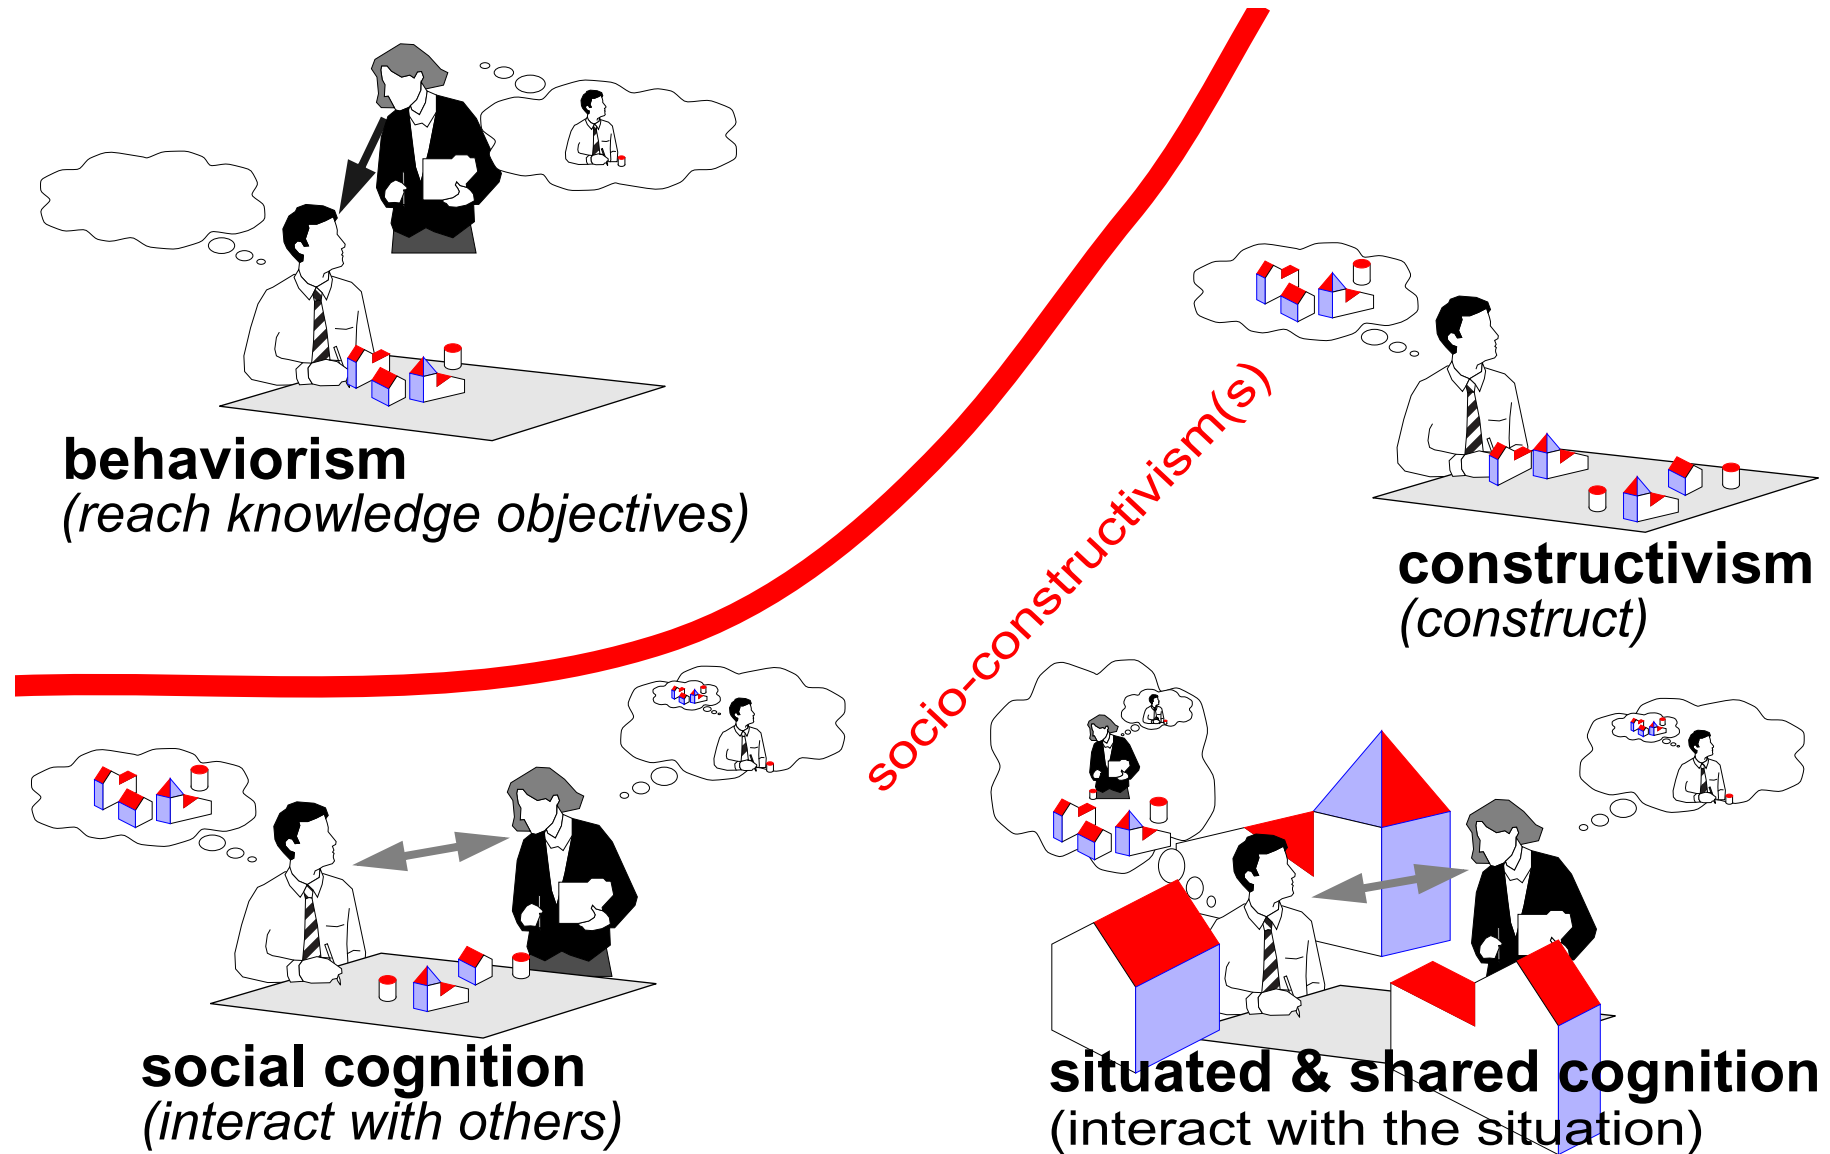 behaviorism
(reach knowledge objectives)
socio-constructivism(s)
constructivism
(construct)
social cognition
(interact with others)
situated & shared cognition
(interact with the situation)